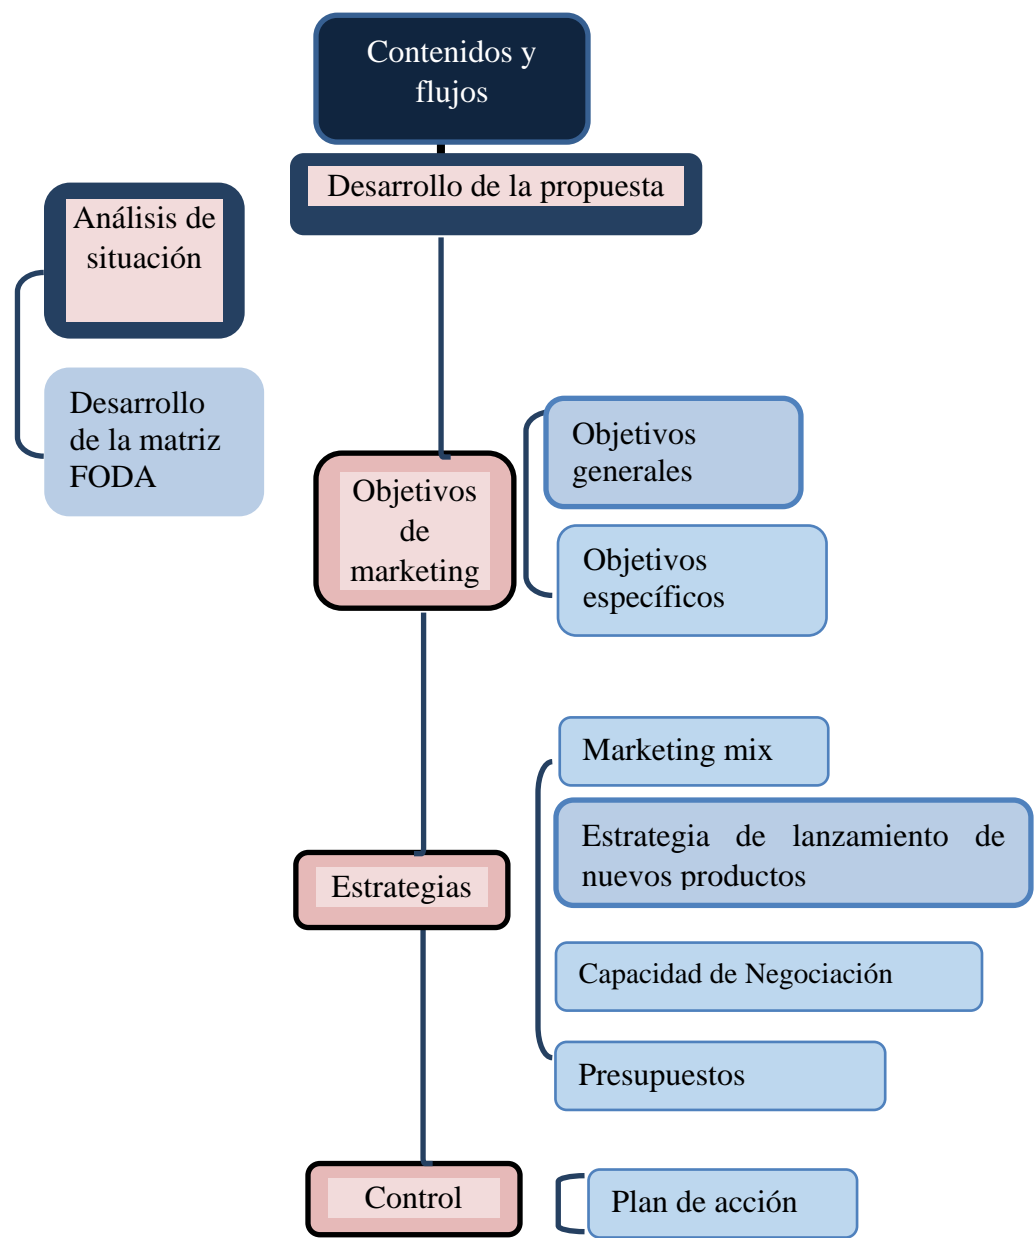 Contenidos y
flujos
Desarrollo de la propuesta
Análisis de
situación
Desarrollo
de la matriz
FODA
Objetivos
de
marketing
Objetivos
generales
Objetivos
específicos
Marketing mix
Estrategia de lanzamiento de
nuevos productos
Estrategias
Capacidad de Negociación
Presupuestos
Control
Plan de acción